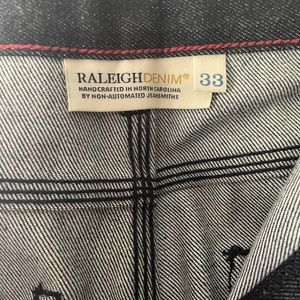 RALEIGHDENIM® 33
HANDCRAFTED IN NORTH CAROLINA
BY NON-AUTOMATED JEANSMITHS